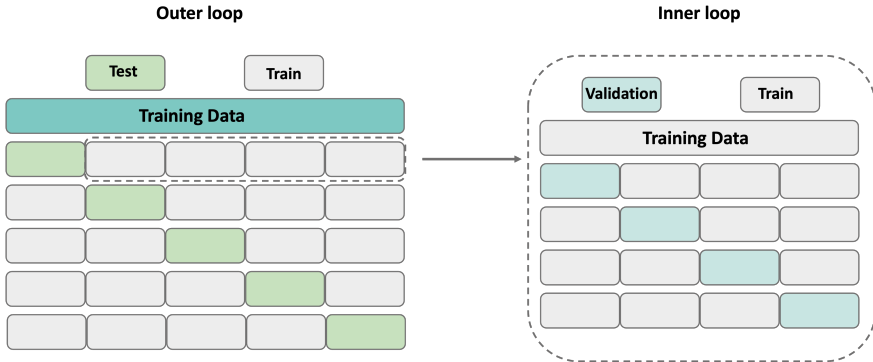 Outer loop
Test
Train
Training Data
Inner loop
Validation
Train
Training Data